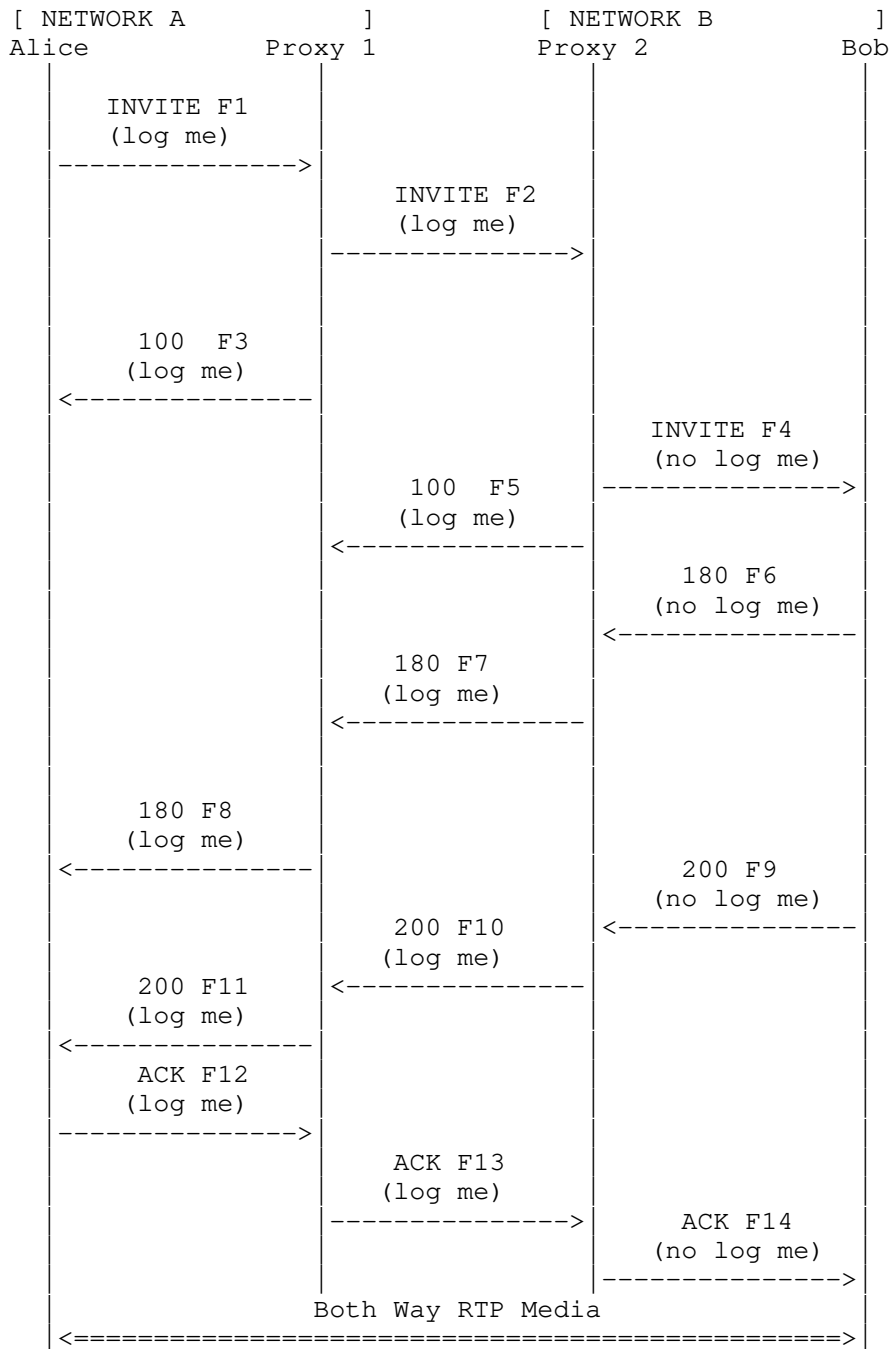 [ NETWORK A ] [ NETWORK B ]
Alice Proxy 1 Proxy 2 Bob
INVITE F1
(log me)
INVITE F2
(log me)
100 F3
(log me)
INVITE F4
(no log me)
100 F5
(log me)
180 F6
(no log me)
180 F7
(log me)
180 F8
(log me)
200 F9
(no log me)
200 F10
(log me)
200 F11
(log me)
ACK F12
(log me)
ACK F13
(log me)
ACK F14
(no log me)
Both Way RTP Media